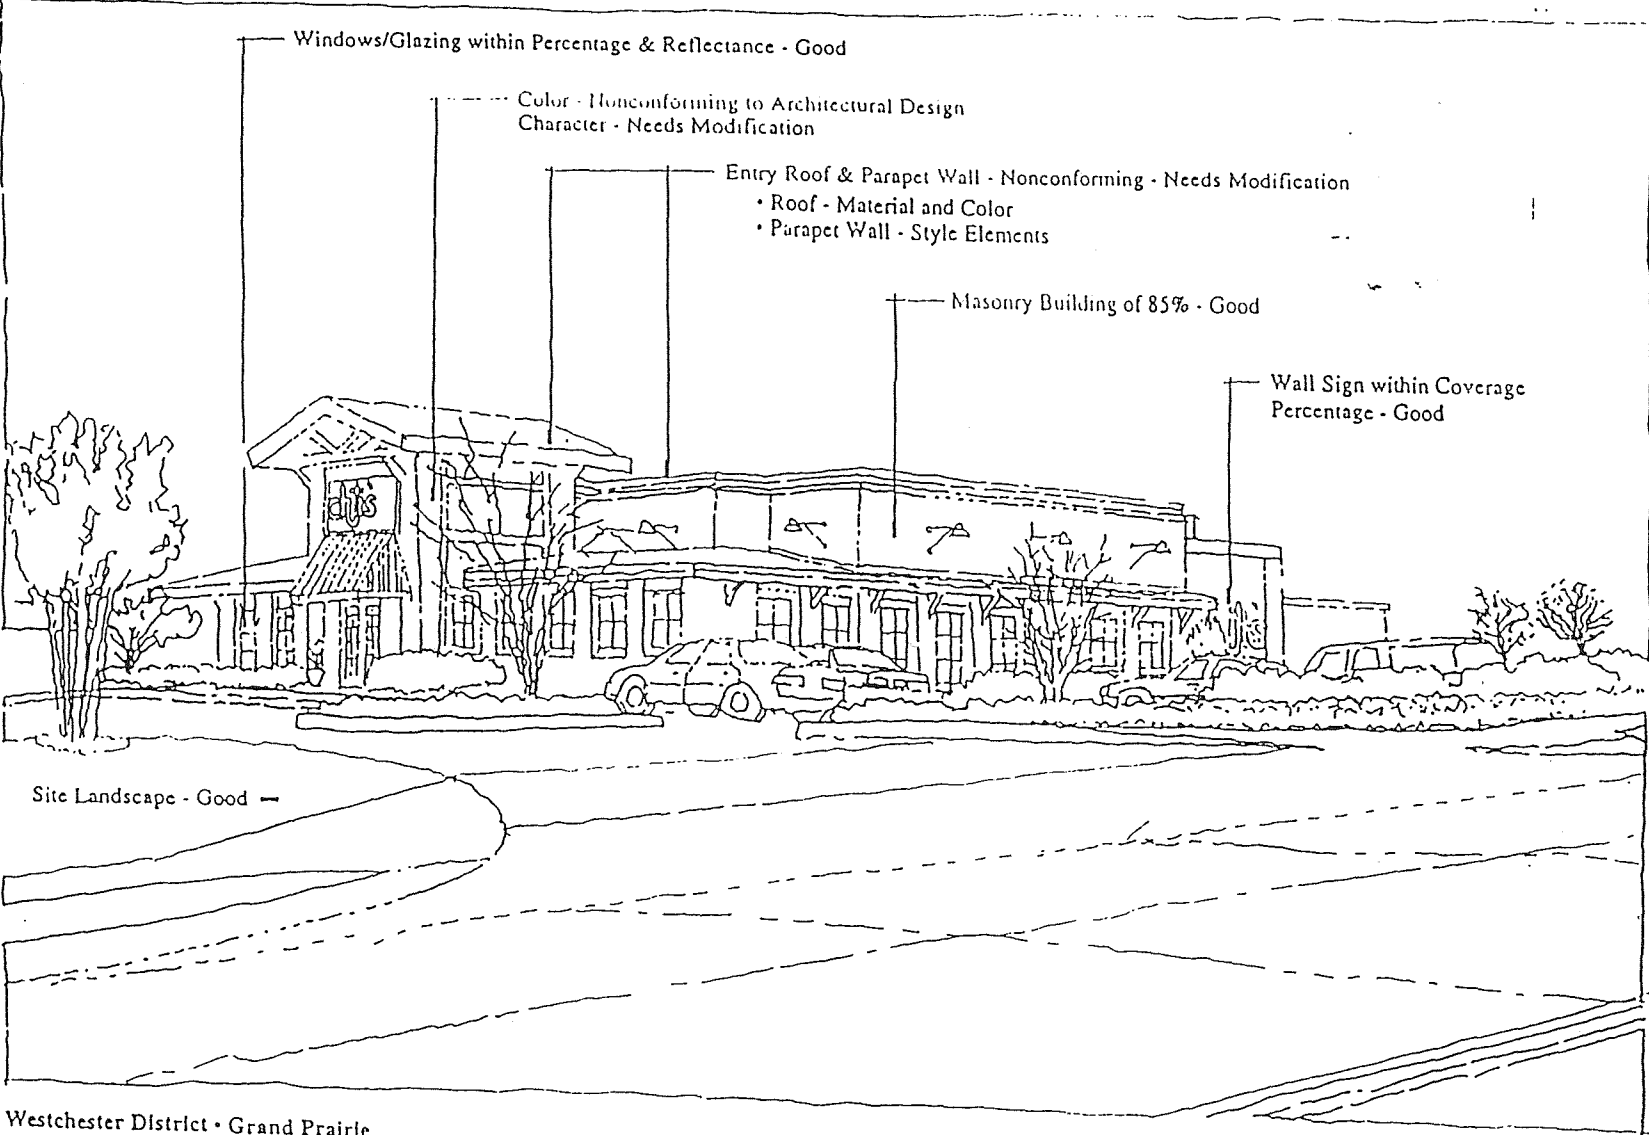 Windows/Glazing within Percentage & Reflectance - Good
Color - Nonconforming to Architectural Design
Character - Needs Modification
Entry Roof & Parapet Wall - Nonconforming - Needs Modification
• Roof - Material and Color
• Parapet Wall - Style Elements
Masonry Building of 85% - Good
Wall Sign within Coverage
Percentage - Good
Site Landscape - Good
Westchester District • Grand Prairie